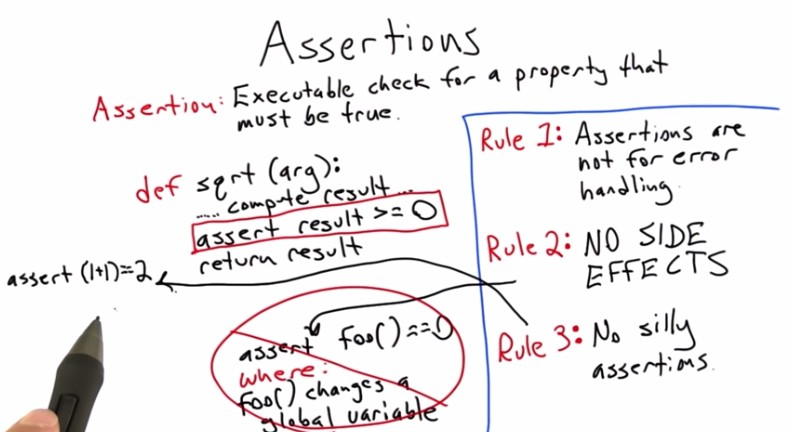 Assertions
Assertion: Executable check for a property that
must be true.
def sqrt (arg):
..... compute result ...
assert result >= 0
return result
assert (1+1)=2
assert foo() == 0
where:
foo() changes a
global variable
Rule 1: Assertions are
not for error
handling.
Rule 2: NO SIDE
EFFECTS
Rule 3: No silly
assertions.